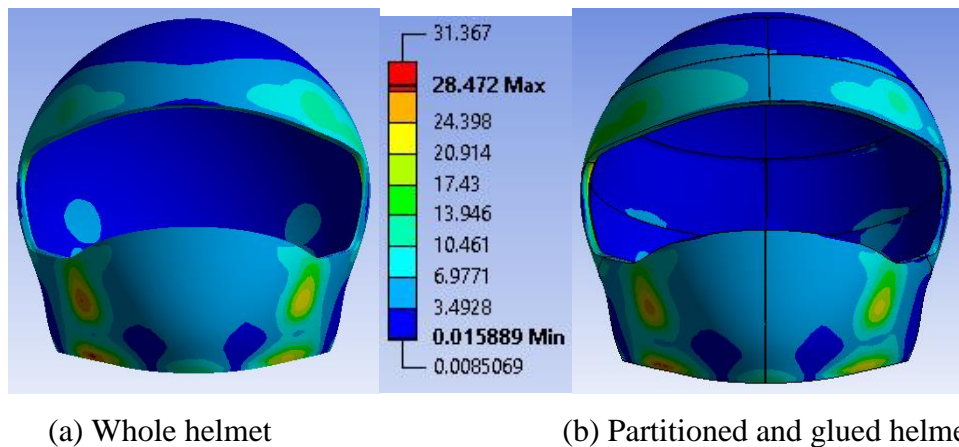 31.367
28.472 Max
24.398
20.914
17.43
13.946
10.461
6.9771
3.4928
0.015889 Min
0.0085069
(a) Whole helmet
(b) Partitioned and glued helme